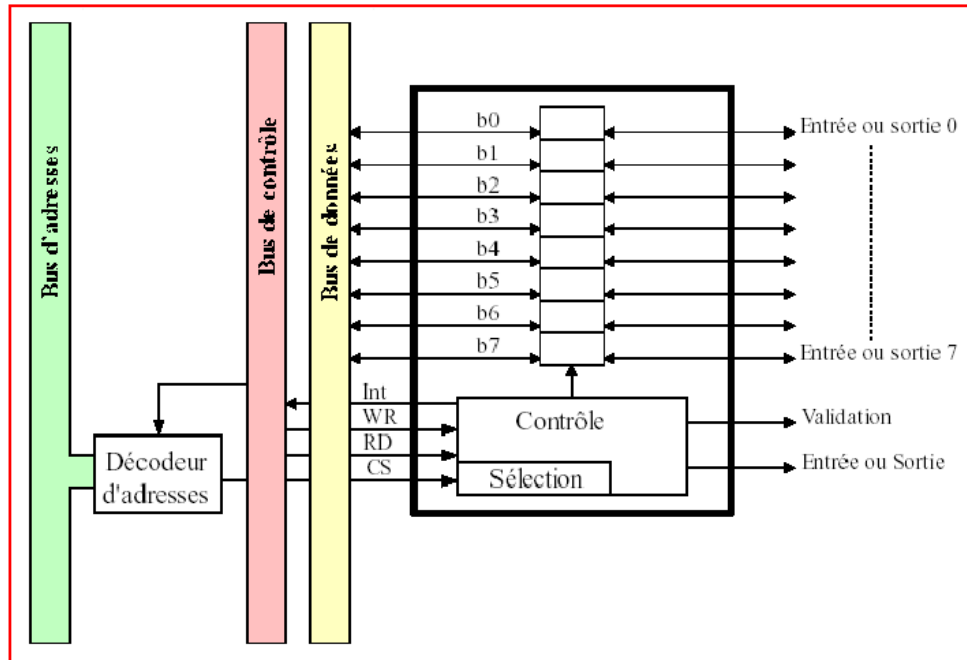 Bus d'adresses
Bus de contrôle
Bus de données
b0
Entrée ou sortie 0
b1
b2
b3
b4
b5
b6
b7
Entrée ou sortie 7
Int
WR
RD
CS
Contrôle
Sélection
Validation
Entrée ou Sortie
Décodeur
d'adresses